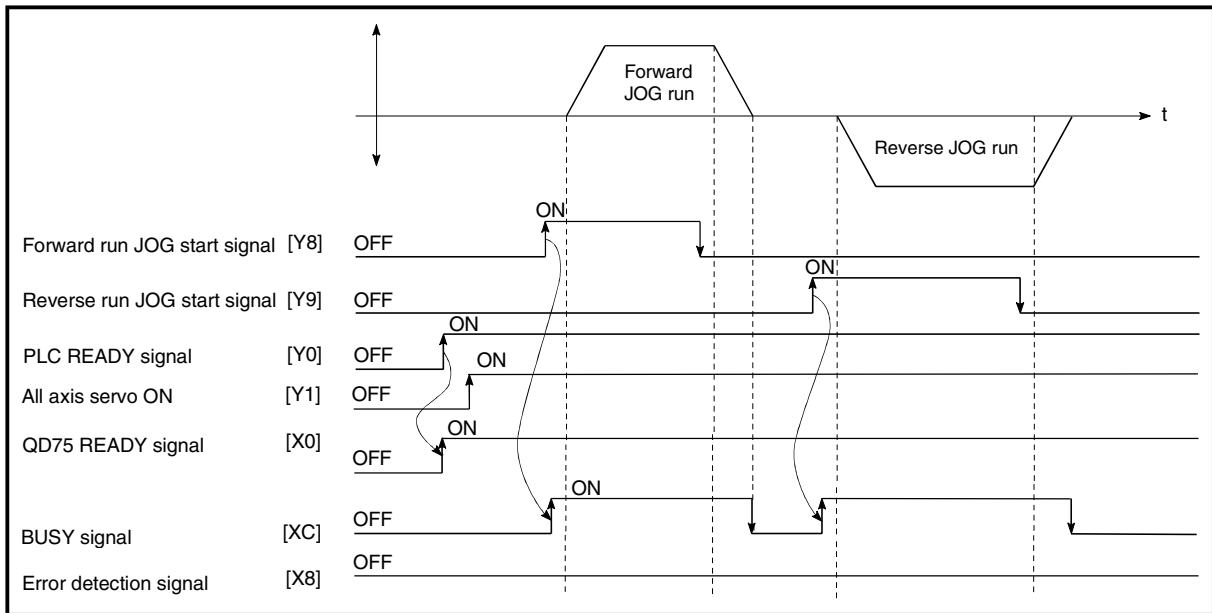 Forward
JOG run
t
Reverse JOG run
ON
Forward run JOG start signal [Y8] OFF
ON
Reverse run JOG start signal [Y9] OFF
ON
PLC READY signal [Y0] OFF
ON
All axis servo ON [Y1] OFF
ON
QD75 READY signal [X0] OFF
ON
BUSY signal [XC] OFF
Error detection signal [X8] OFF